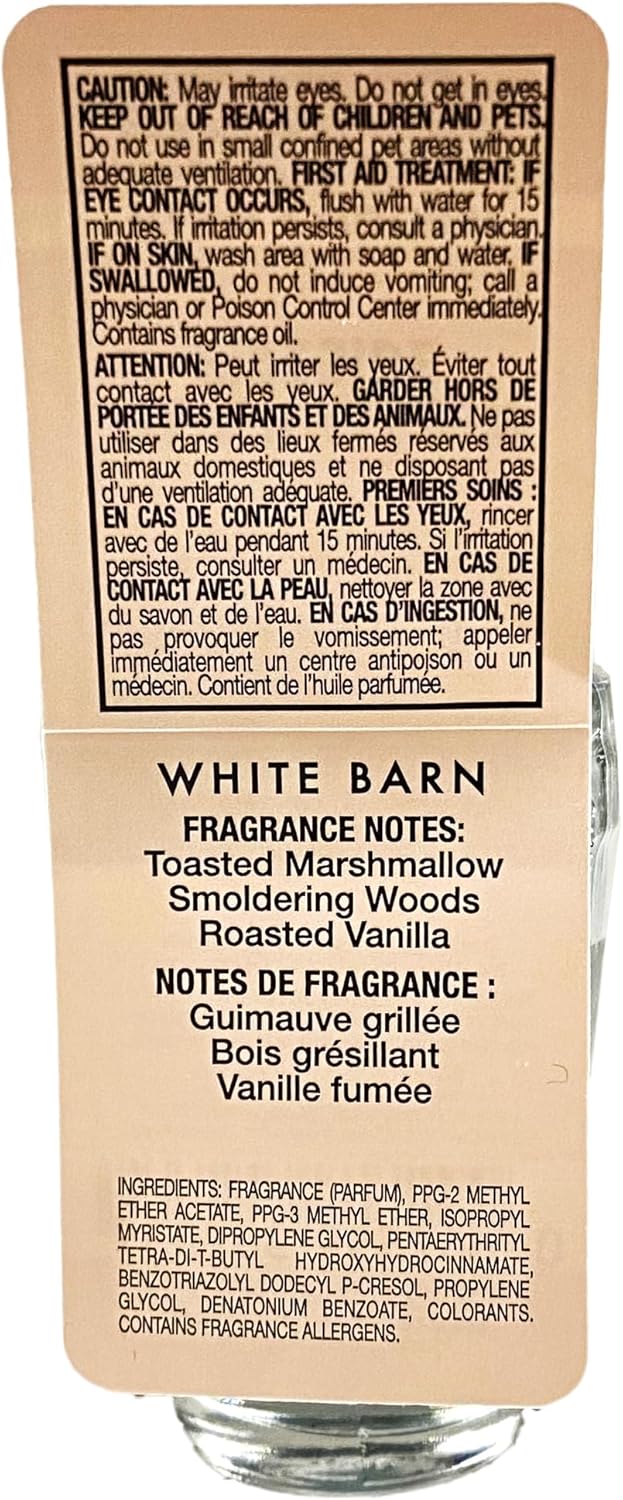 CAUTION: May irritate eyes. Do not get in eyes.
KEEP OUT OF REACH OF CHILDREN AND PETS.
Do not use in small confined pet areas without
adequate ventilation. FIRST AID TREATMENT: IF
EYE CONTACT OCCURS, flush with water for 15
minutes. If irritation persists, consult a physician.
IF ON SKIN, wash area with soap and water. IF
SWALLOWED, do not induce vomiting; call a
physician or Poison Control Center immediately.
Contains fragrance oil.
ATTENTION: Peut irriter les yeux. Éviter tout
contact avec les yeux. GARDER HORS DE
PORTÉE DES ENFANTS ET DES ANIMAUX. Ne pas
utiliser dans des lieux fermés réservés aux
animaux domestiques et ne disposant pas
d'une ventilation adéquate. PREMIERS SOINS :
EN CAS DE CONTACT AVEC LES YEUX, rincer
avec de l'eau pendant 15 minutes. Si l'irritation
persiste, consulter un médecin. EN CAS DE
CONTACT AVEC LA PEAU, nettoyer la zone avec
du savon et de l'eau. EN CAS D'INGESTION, ne
pas provoquer le vomissement; appeler
immédiatement un centre antipoison ou un
médecin. Contient de l'huile parfumée.
WHITE BARN
FRAGRANCE NOTES:
Toasted Marshmallow
Smoldering Woods
Roasted Vanilla
NOTES DE FRAGRANCE :
Guimauve grillée
Bois grésillant
Vanille fumée
INGREDIENTS: FRAGRANCE (PARFUM), PPG-2 METHYL
ETHER ACETATE, PPG-3 METHYL ETHER, ISOPROPYL
MYRISTATE, DIPROPYLENE GLYCOL, PENTAERYTHRITYL
TETRA-DI-T-BUTYL HYDROXYHYDROCINNAMATE,
BENZOTRIAZOLYL DODECYL P-CRESOL, PROPYLENE
GLYCOL, DENATONIUM BENZOATE, COLORANTS.
CONTAINS FRAGRANCE ALLERGENS.